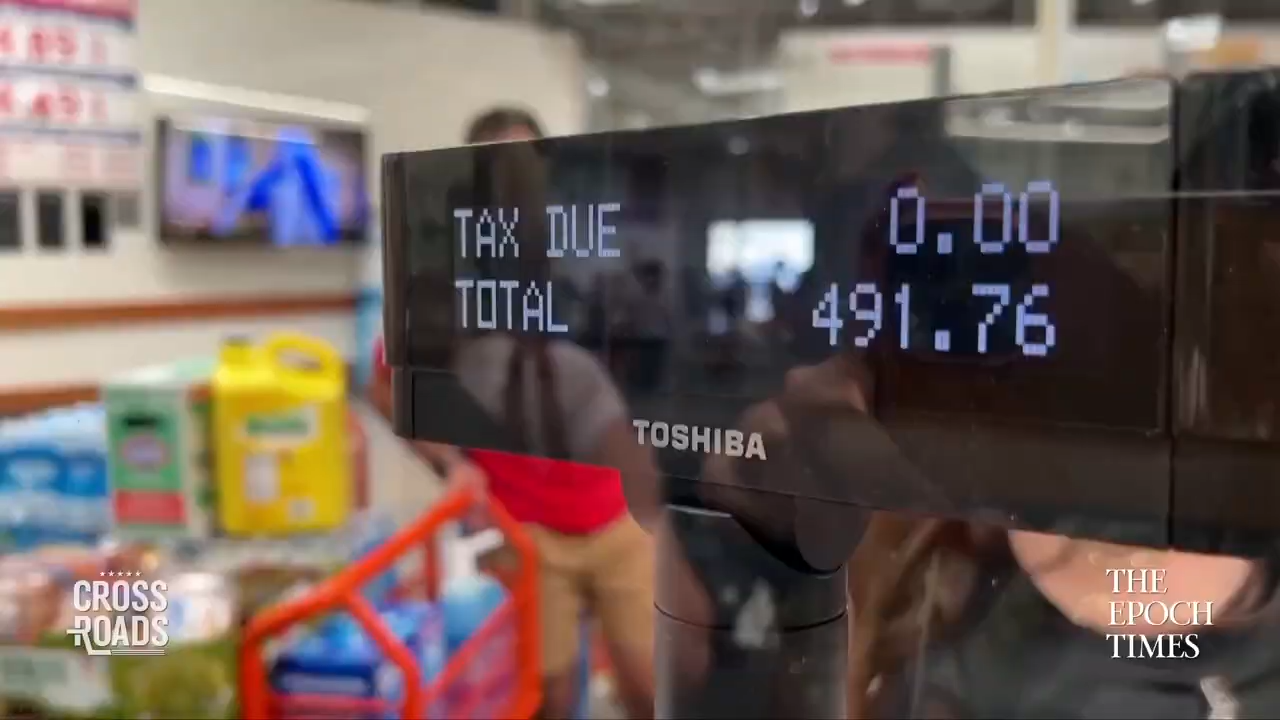 TAX DUE 0.00
TOTAL 491.76
TOSHIBA
CROSS
ROADS
THE
EPOCH
TIMES